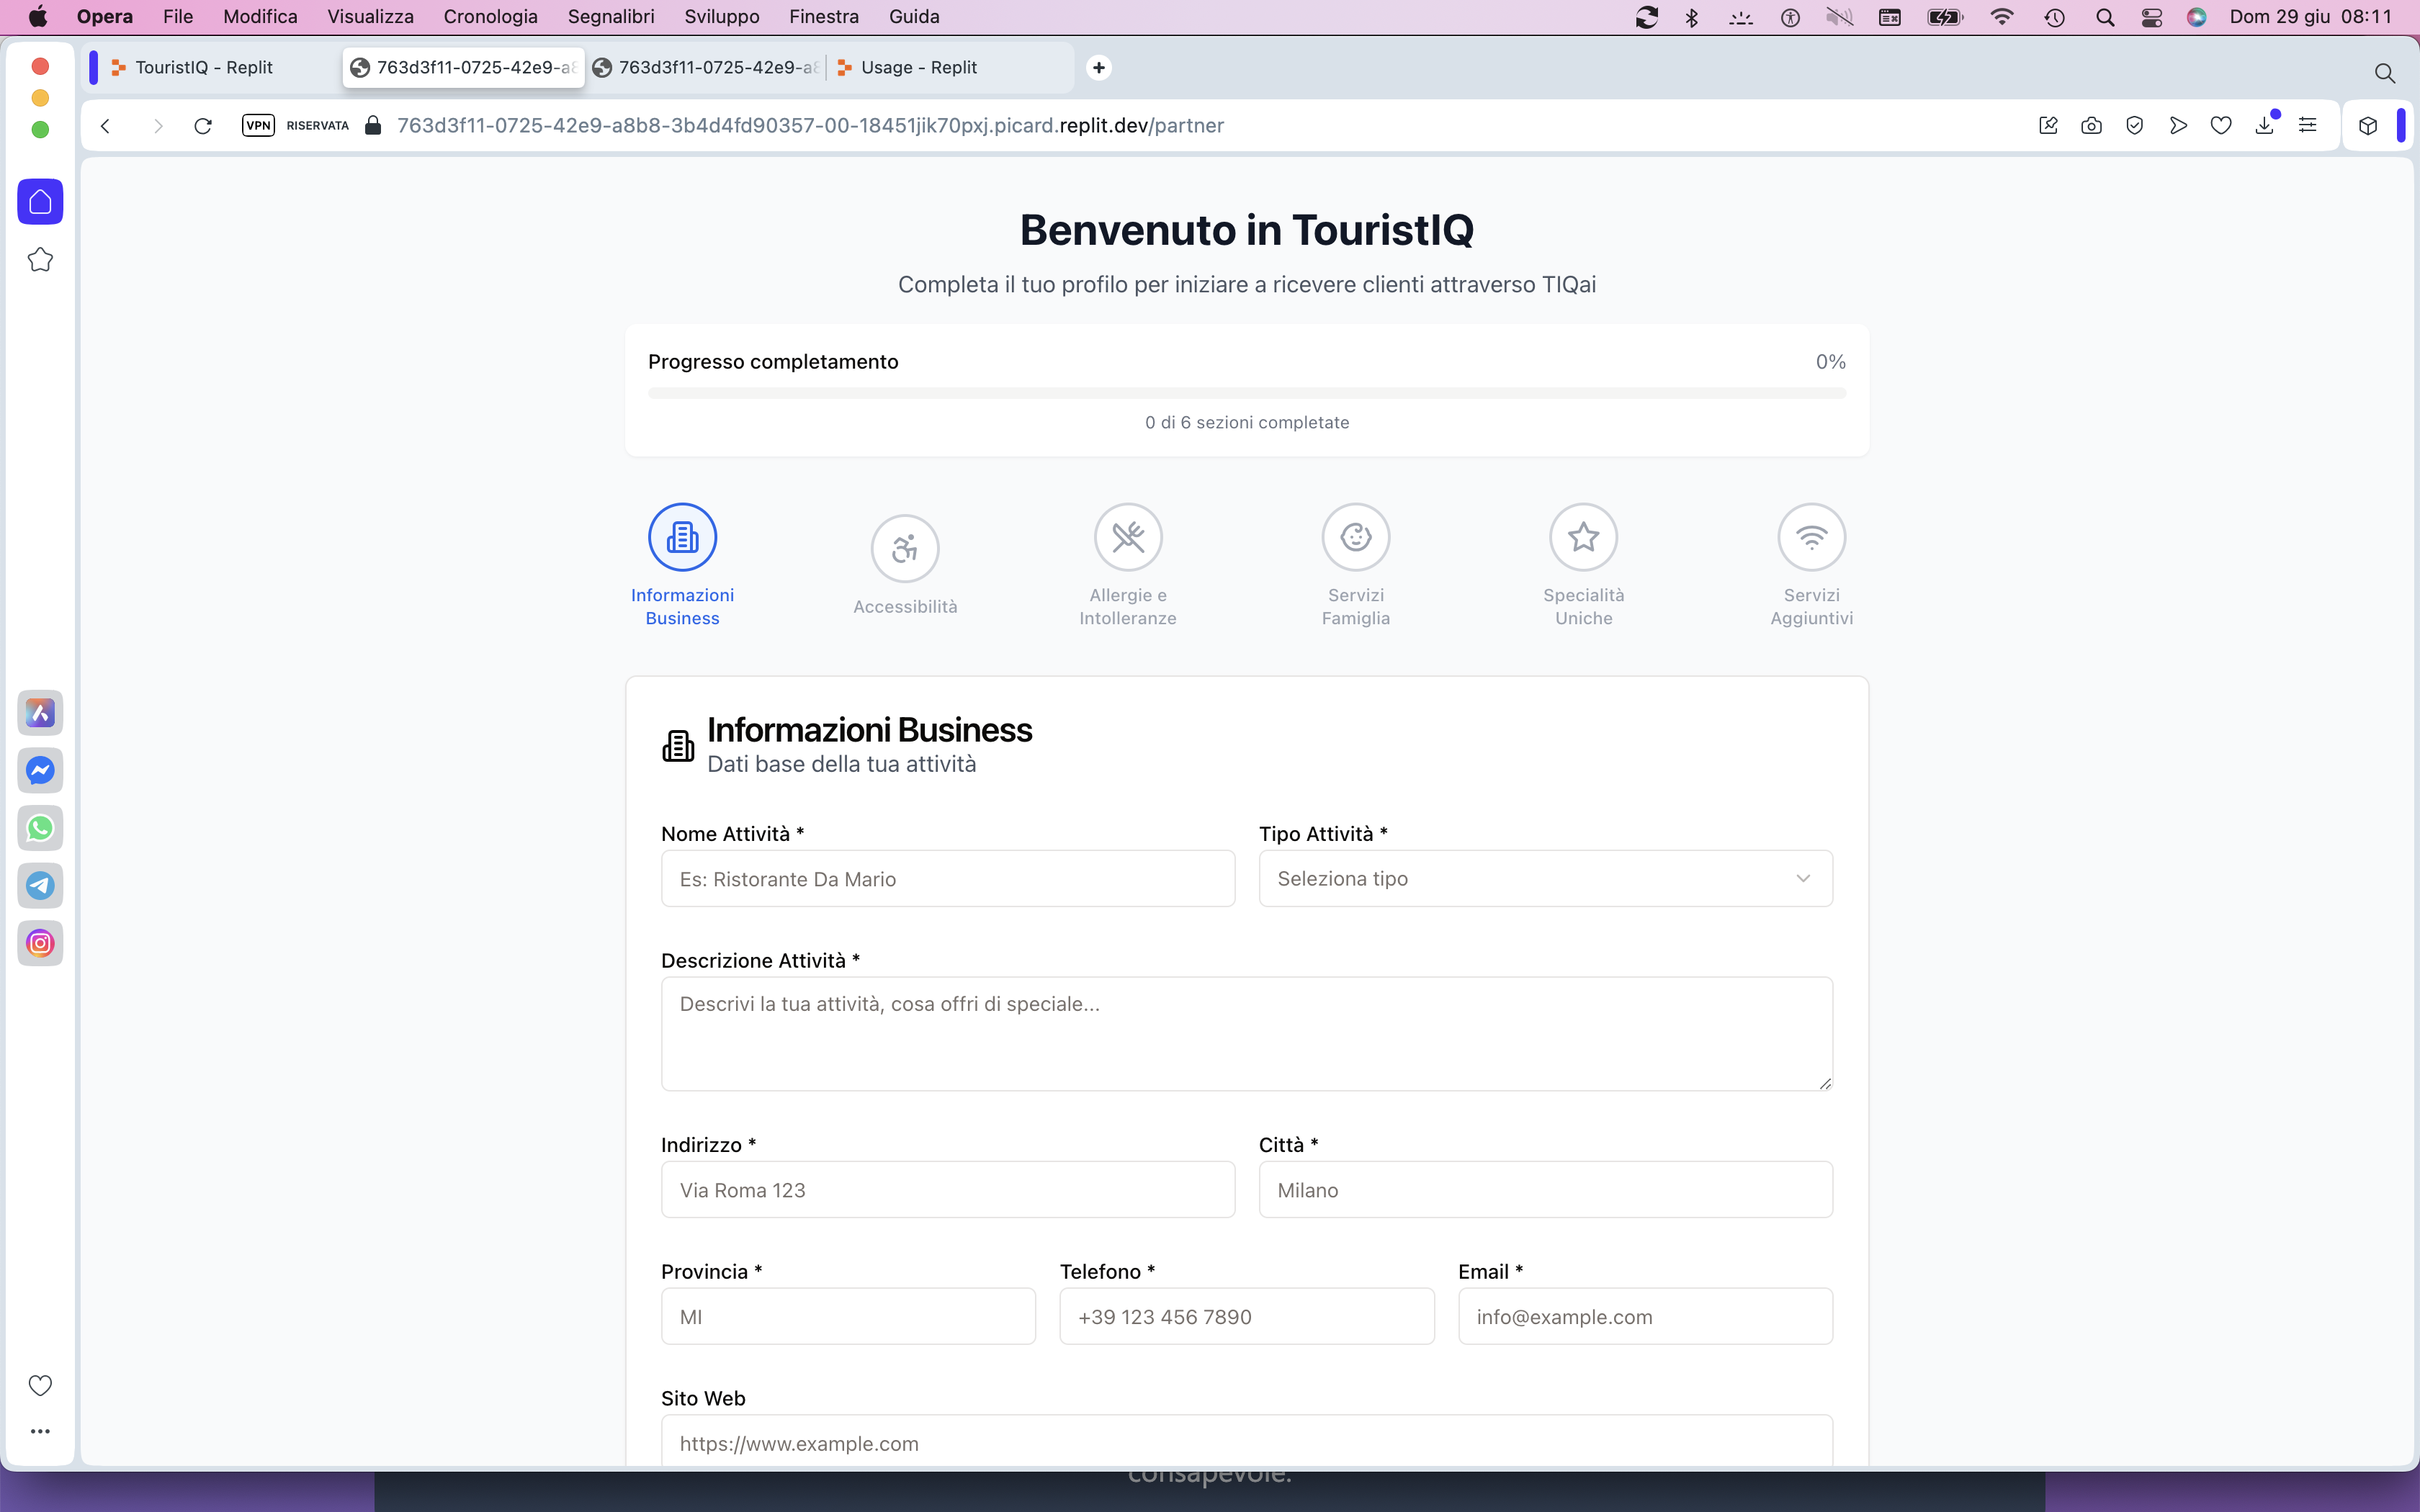 Opera File Modifica Visualizza Cronologia Segnalibri Sviluppo Finestra Guida Dom 29 giu 08:11
TouristIQ - Replit 763d3f11-0725-42e9-a8 763d3f11-0725-42e9-a8 Usage - Replit
VPN RISERVATA 763d3f11-0725-42e9-a8b8-3b4d4fd90357-00-18451jik70pxj.picard.replit.dev/partner
Benvenuto in TouristIQ
Completa il tuo profilo per iniziare a ricevere clienti attraverso TIQai
Progresso completamento 0%
0 di 6 sezioni completate
Informazioni Business
Accessibilità
Allergie e Intolleranze
Servizi Famiglia
Specialità Uniche
Servizi Aggiuntivi
Informazioni Business
Dati base della tua attività
Nome Attività * Tipo Attività *
Es: Ristorante Da Mario Seleziona tipo
Descrizione Attività *
Descrivi la tua attività, cosa offri di speciale...
Indirizzo * Città *
Via Roma 123 Milano
Provincia * Telefono * Email *
MI +39 123 456 7890 info@example.com
Sito Web
https://www.example.com
consapevole.